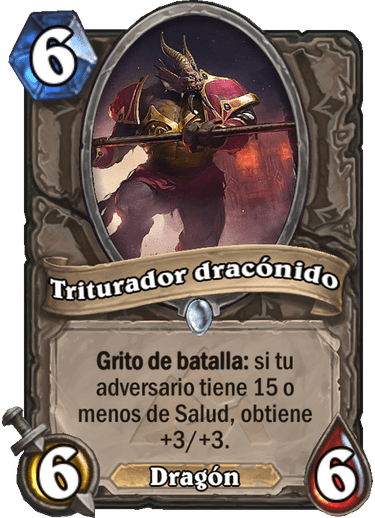 6
Triturador dracónido
Grito de batalla: si tu
adversario tiene 15 o
menos de Salud, obtiene
+3/+3.
6
Dragón
6